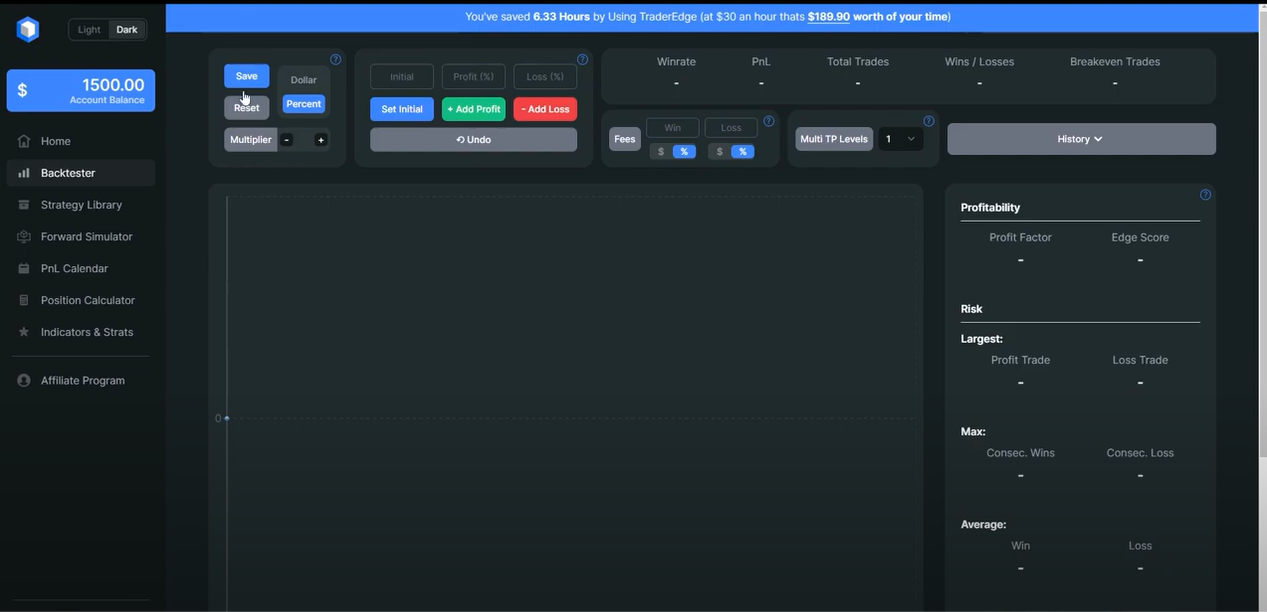 You've saved 6.33 Hours by Using TraderEdge (at $30 an hour thats $189.90 worth of your time)
Light Dark
$ 1500.00
Account Balance
Home
Backtester
Strategy Library
Forward Simulator
PnL Calendar
Position Calculator
Indicators & Strats
Affiliate Program
Save
Reset
Dollar
Percent
Multiplier - +
Initial Profit (%) Loss (%)
Set Initial + Add Profit - Add Loss
⟲ Undo
Winrate PnL Total Trades Wins / Losses Breakeven Trades
- - - - -
Fees Win Loss
$ % $ %
Multi TP Levels 1
History
0
Profitability
Profit Factor Edge Score
- -
Risk
Largest:
Profit Trade Loss Trade
- -
Max:
Consec. Wins Consec. Loss
- -
Average:
Win Loss
- -